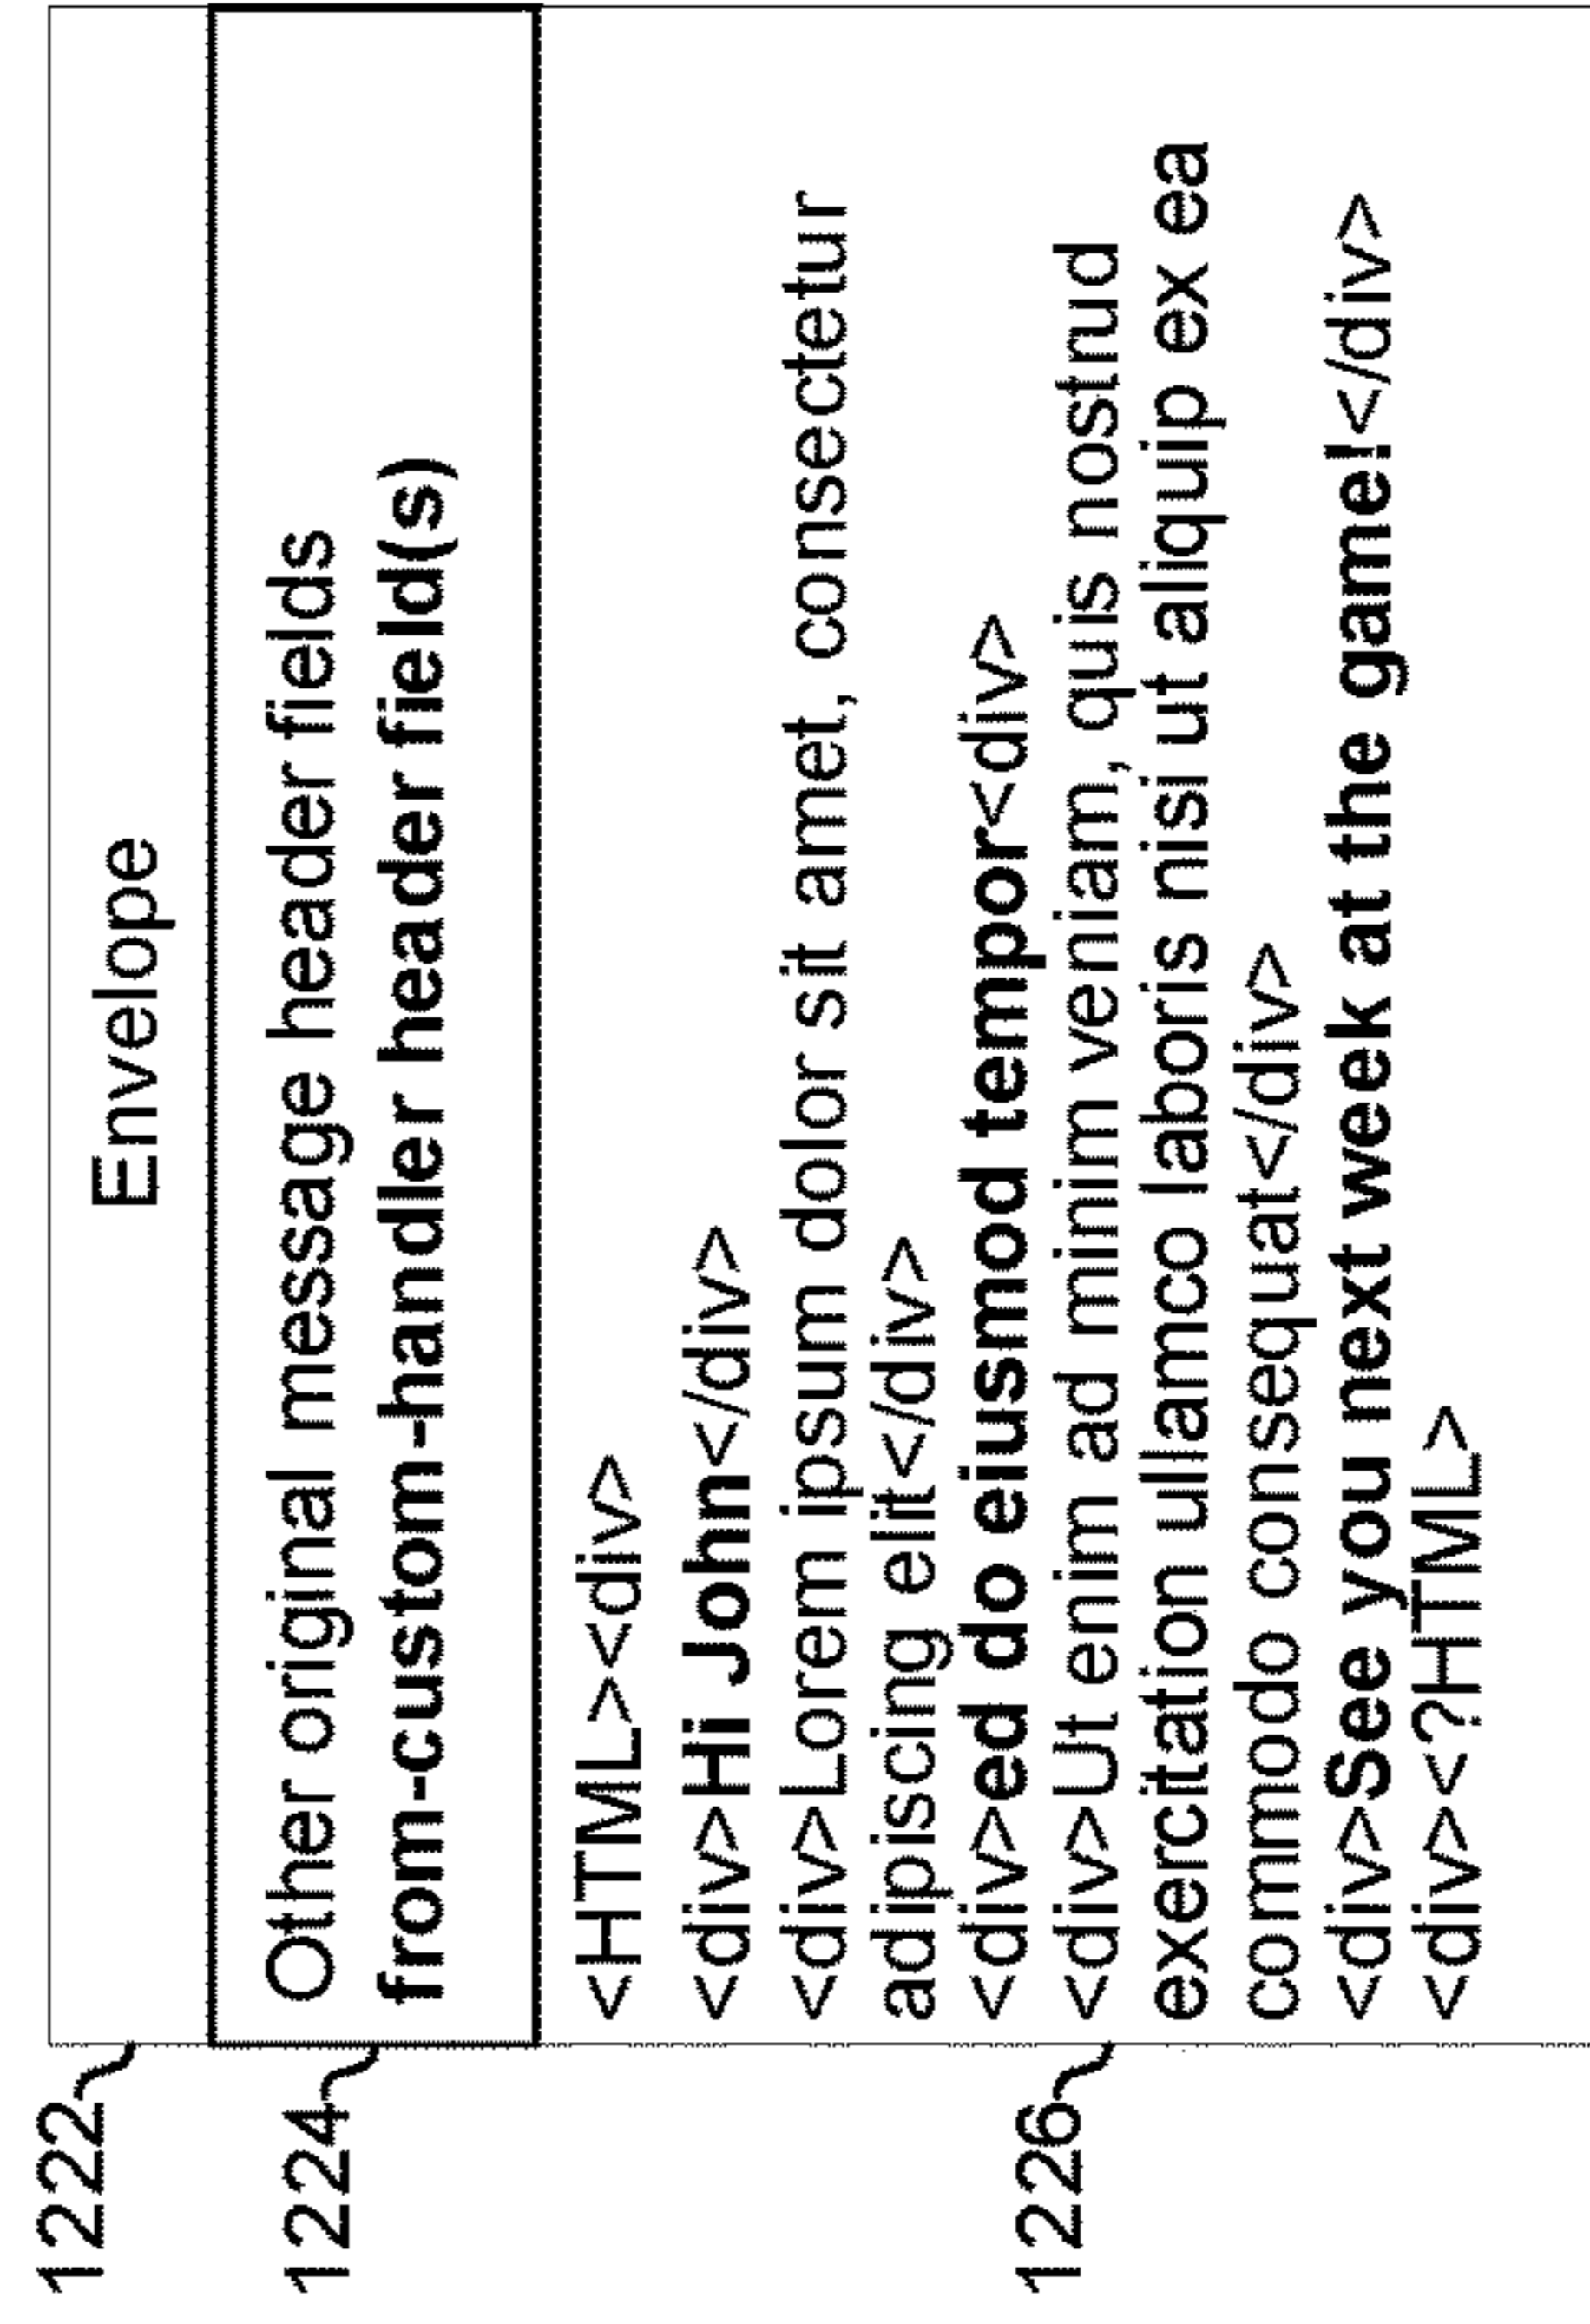 1222
Envelope
1224
Other original message header fields
from-custom-handler header field(s)
<HTML><div>
<div>Hi John</div>
<div>Lorem ipsum dolor sit amet, consectetur
adipiscing elit</div>
<div>ed do eiusmod tempor<div>
1226
<div>Ut enim ad minim veniam, quis nostrud
exercitation ullamco laboris nisi ut aliquip ex ea
commodo consequat</div>
<div>See you next week at the game!</div>
<div><?HTML>